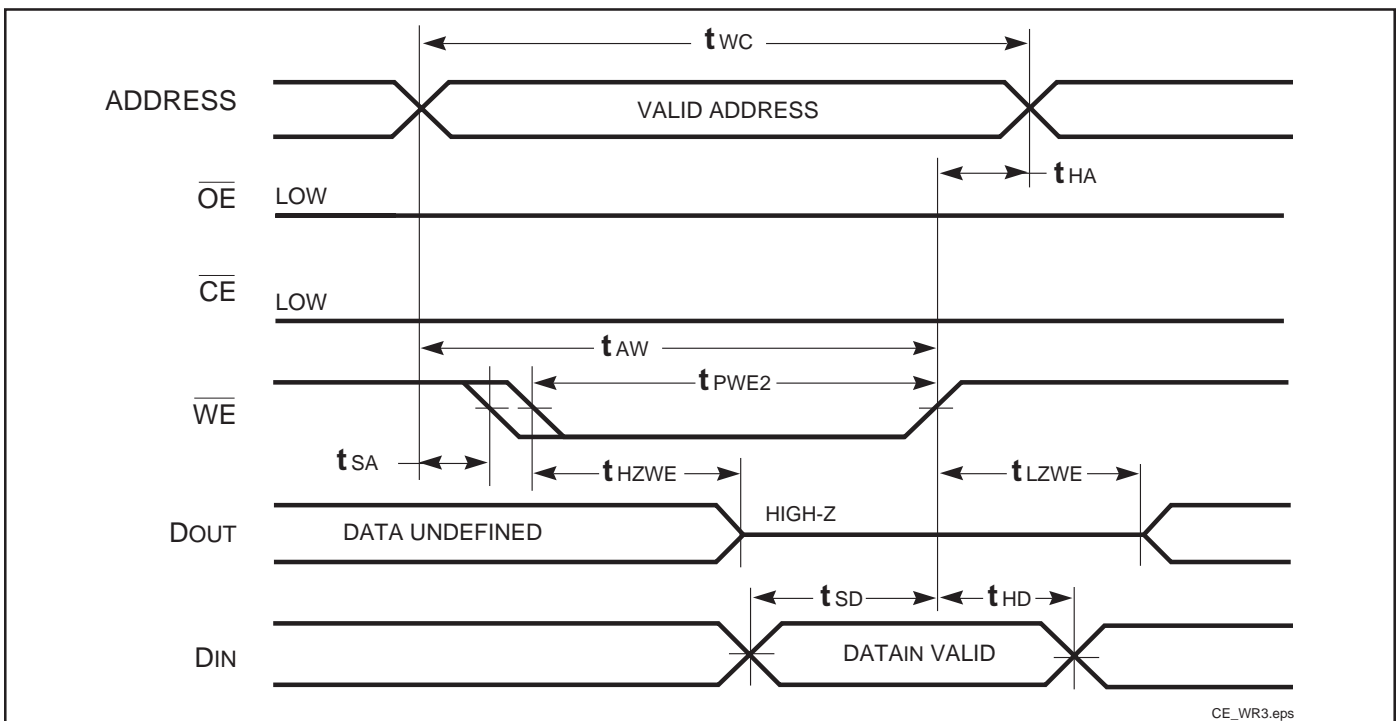 tWC
ADDRESS
VALID ADDRESS
tHA
OE
LOW
CE
LOW
tAW
tPWE2
WE
tSA
tHZWE
tLZWE
DOUT
DATA UNDEFINED
HIGH-Z
tSD
tHD
DIN
DATAIN VALID
CE_WR3.eps